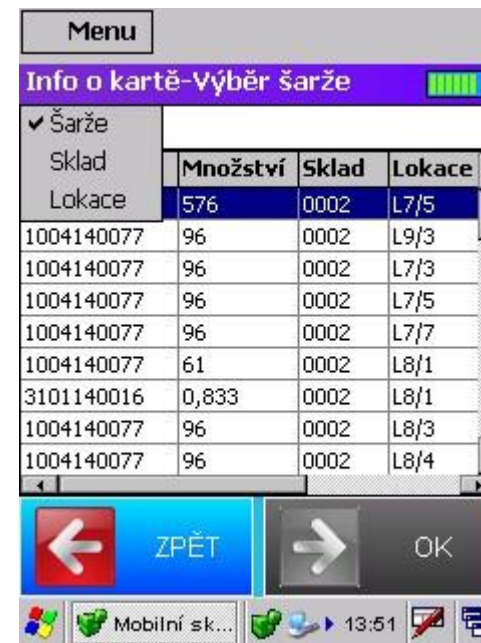 Menu
Info o kartě-Výběr šarže
Šarže
Sklad
Lokace
Množství Sklad Lokace
576 0002 L7/5
1004140077 96 0002 L9/3
1004140077 96 0002 L7/3
1004140077 96 0002 L7/5
1004140077 96 0002 L7/7
1004140077 61 0002 L8/1
3101140016 0,833 0002 L8/1
1004140077 96 0002 L8/3
1004140077 96 0002 L8/4
ZPĚT OK
Mobilní sk... 13:51